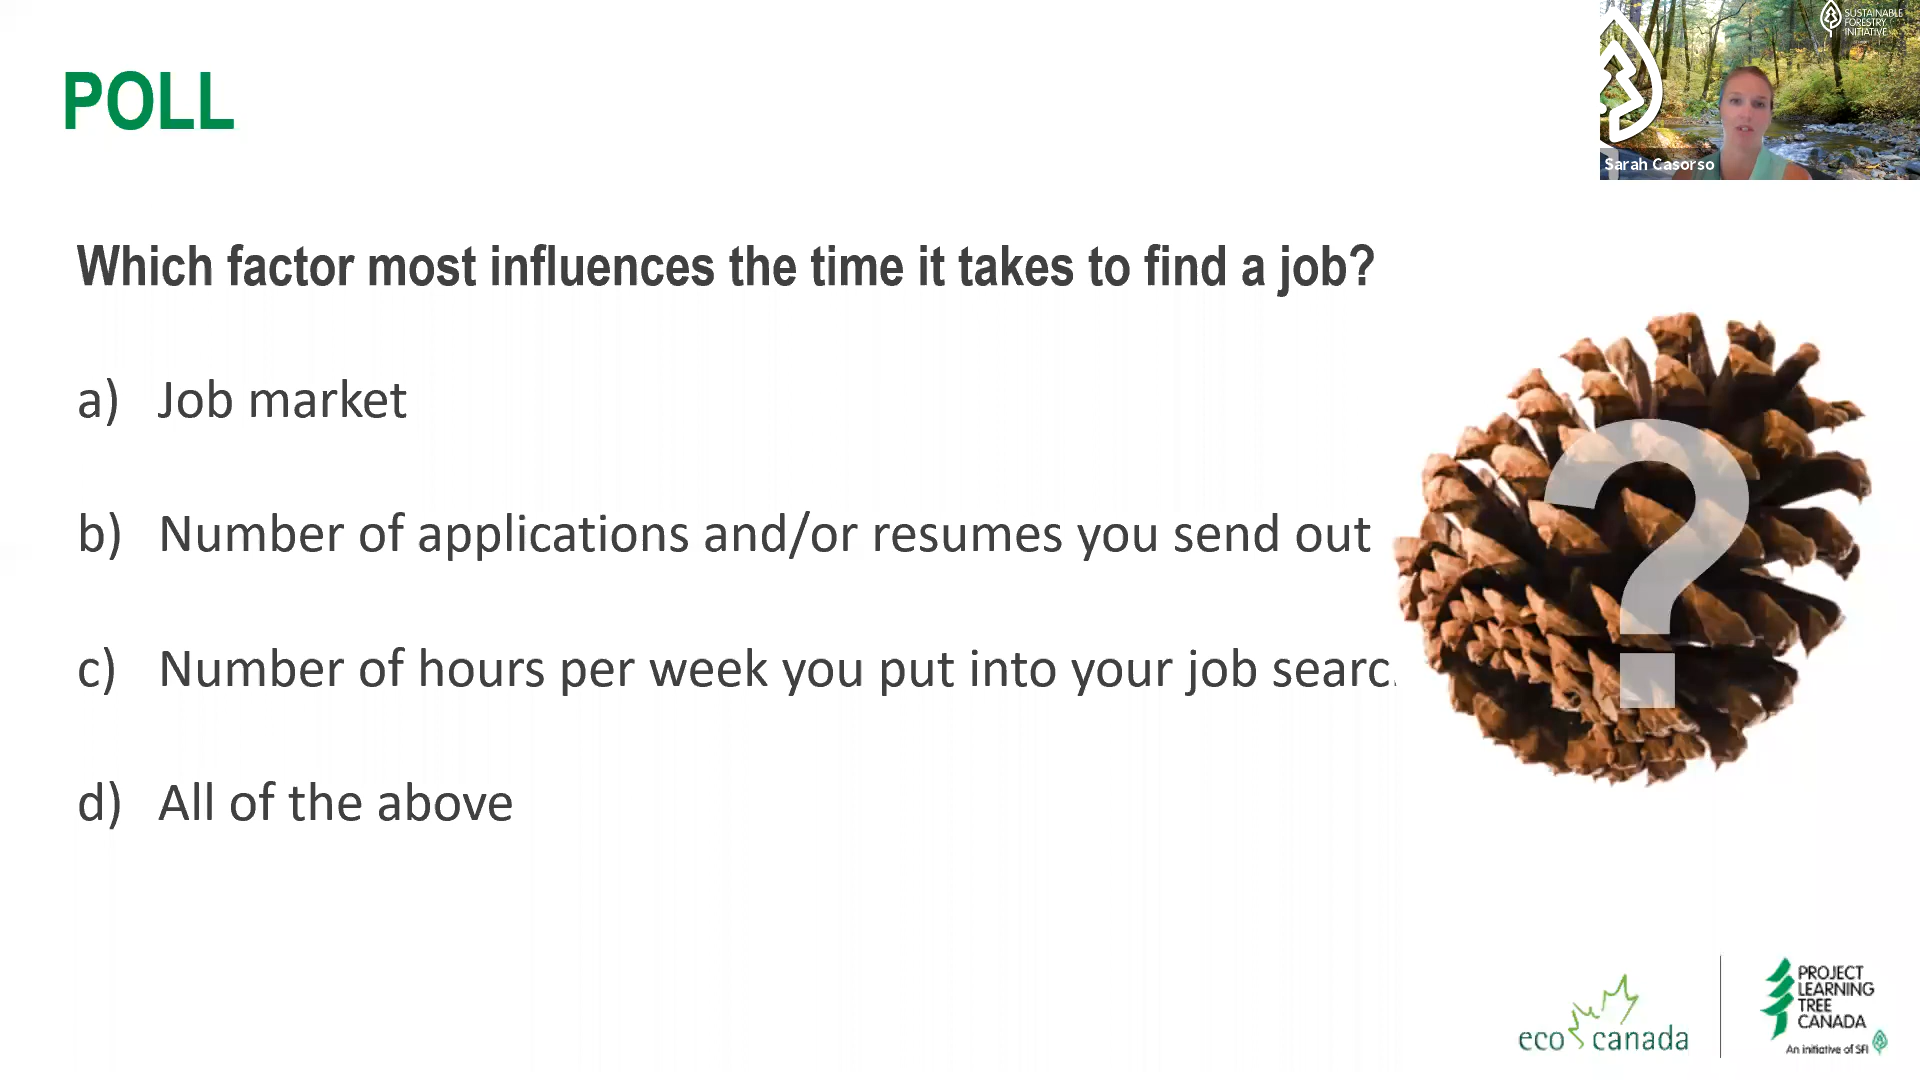 POLL
SUSTAINABLE
FORESTRY
INITIATIVE
Sarah Casorso
Which factor most influences the time it takes to find a job?
a) Job market
b) Number of applications and/or resumes you send out
c) Number of hours per week you put into your job searc
d) All of the above
?
eco canada
PROJECT
LEARNING
TREE
CANADA
An initiative of SFI